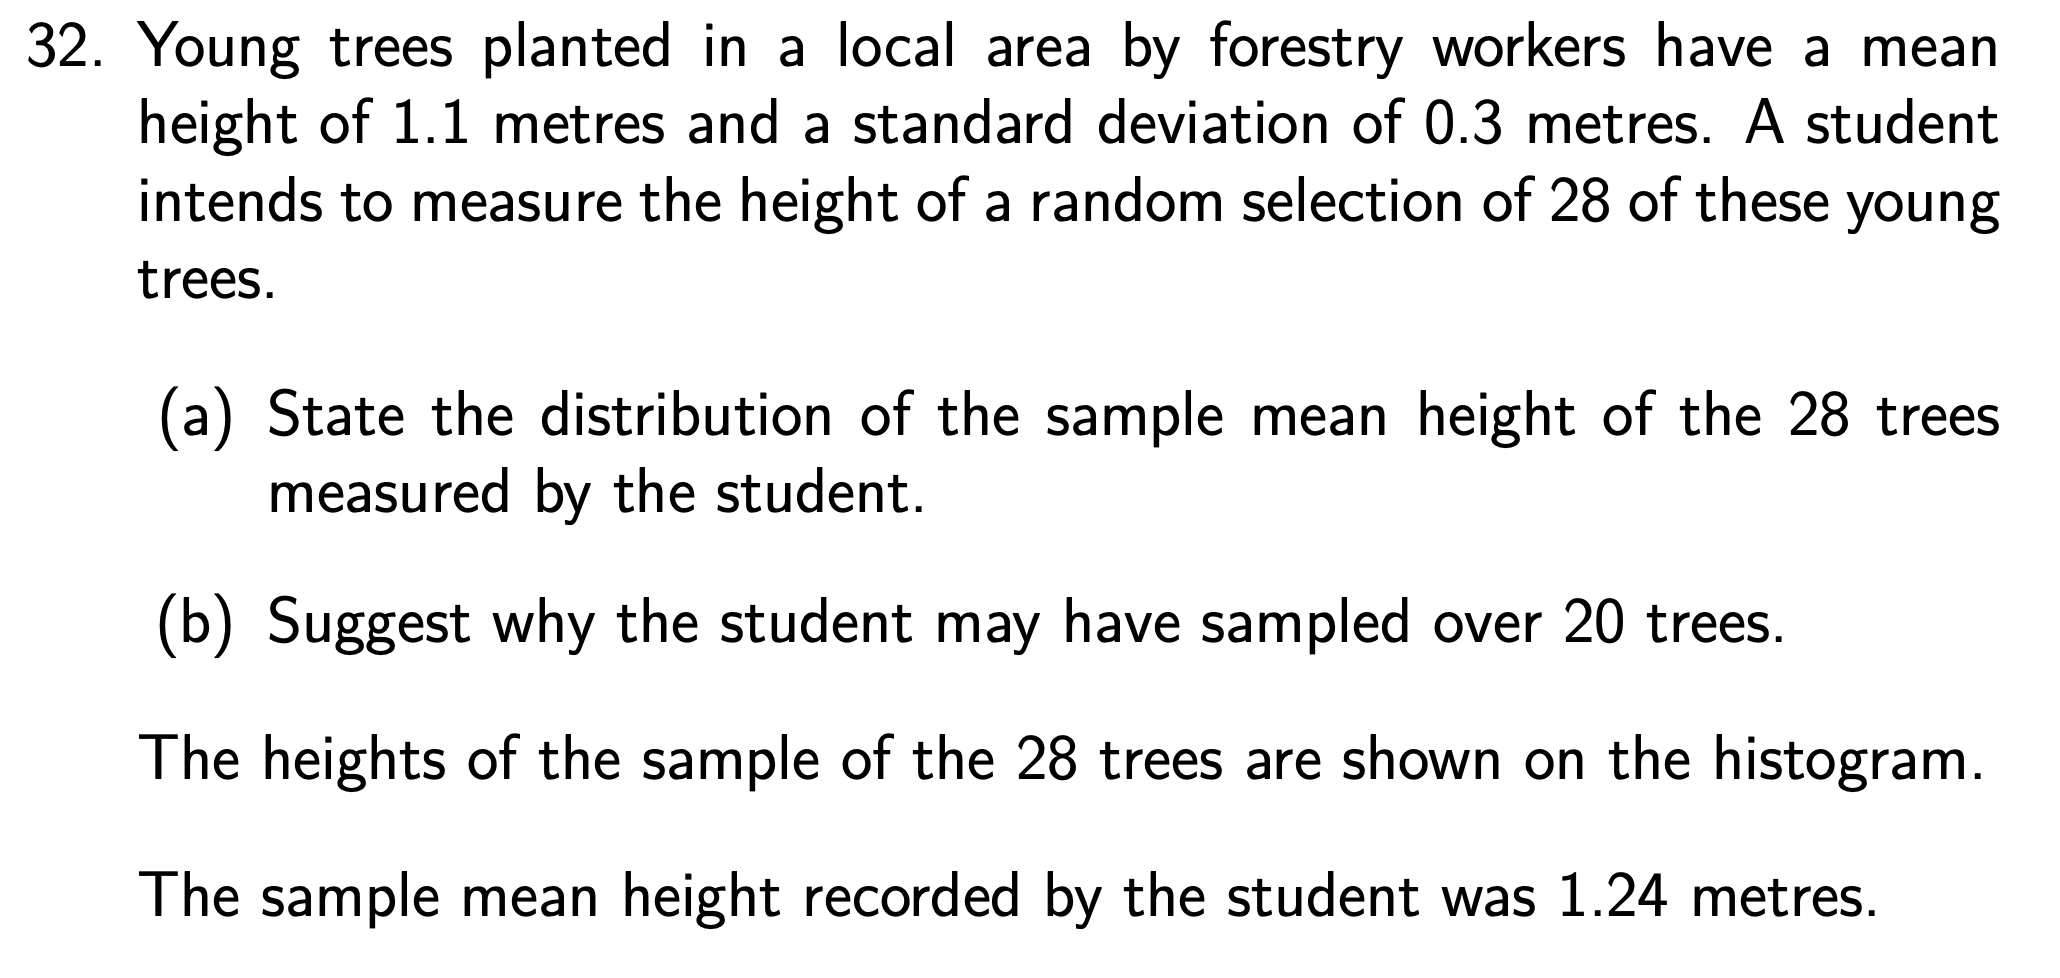 32. Young trees planted in a local area by forestry workers have a mean
height of 1.1 metres and a standard deviation of 0.3 metres. A student
intends to measure the height of a random selection of 28 of these young
trees.
(a) State the distribution of the sample mean height of the 28 trees
measured by the student.
(b) Suggest why the student may have sampled over 20 trees.
The heights of the sample of the 28 trees are shown on the histogram.
The sample mean height recorded by the student was 1.24 metres.